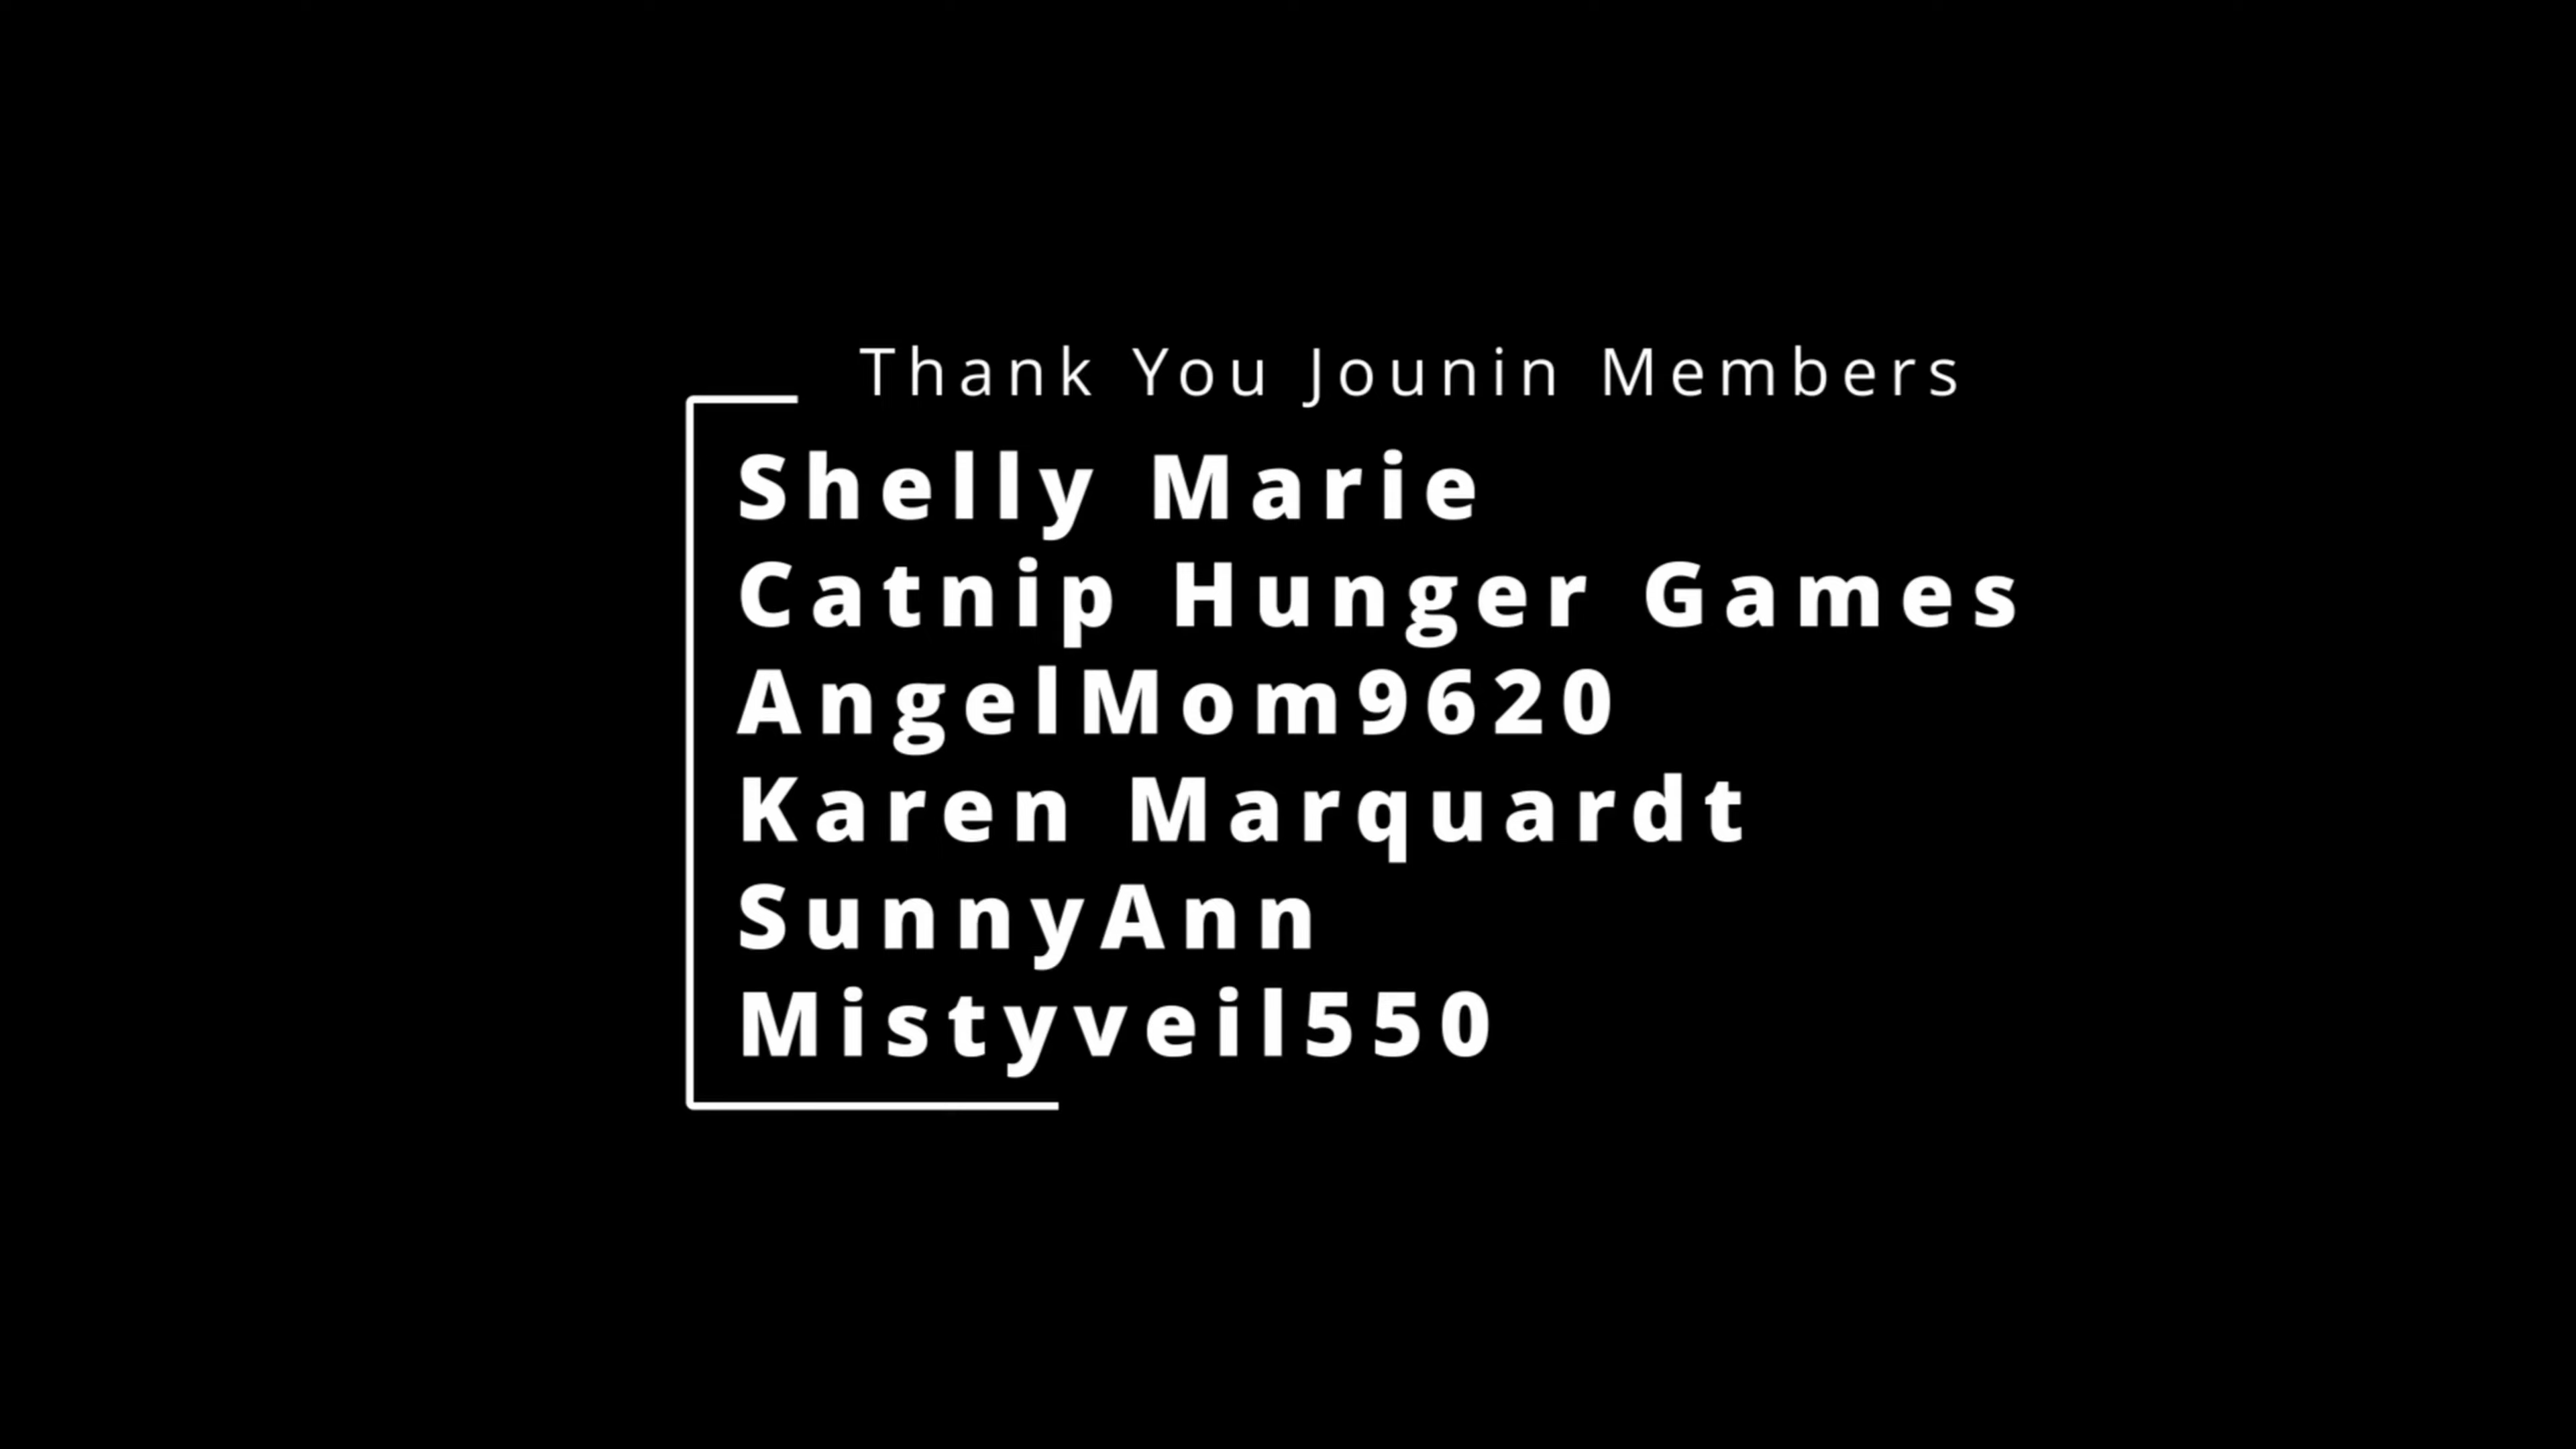 Thank You Jounin Members
Shelly Marie
Catnip Hunger Games
AngelMom9620
Karen Marquardt
SunnyAnn
Mistyveil550